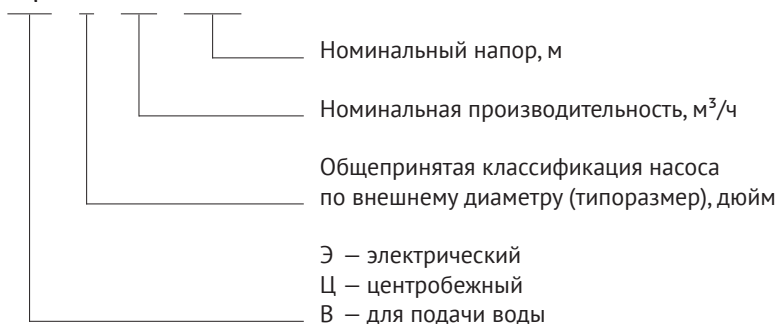 Номинальный напор, м
Номинальная производительность, м³/ч
Общепринятая классификация насоса
по внешнему диаметру (типоразмер), дюйм
Э — электрический
Ц — центробежный
В — для подачи воды